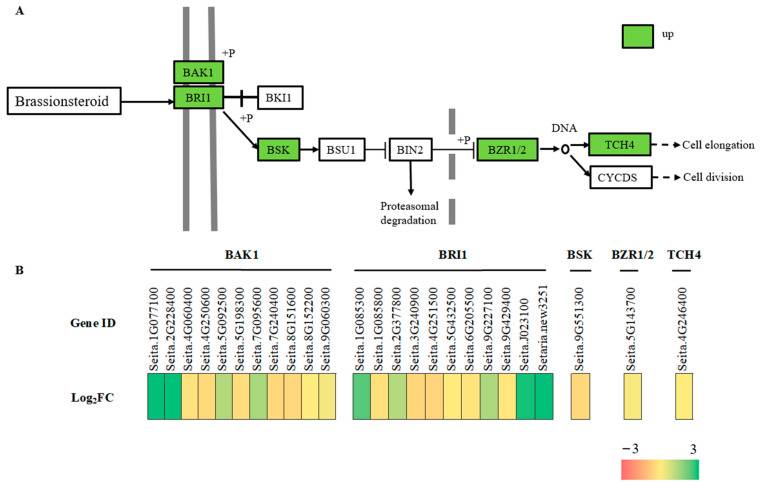 A
up
+P
BAK1
BRI1
BKI1
Brassionsteroid
+P
BSK
BSU1
BIN2
+P
BZR1/2
DNA
TCH4
Cell elongation
CYCDS
Cell division
Proteasomal
degradation
B
BAK1
BRI1
BSK
BZR1/2
TCH4
Gene ID
Seita.1G077100
Seita.2G228400
Seita.4G060400
Seita.4G250600
Seita.5G092500
Seita.5G198300
Seita.7G095600
Seita.7G240400
Seita.8G151600
Seita.8G152200
Seita.9G060300
Seita.1G085300
Seita.1G085800
Seita.2G377800
Seita.3G240900
Seita.4G251500
Seita.5G432500
Seita.6G205500
Seita.9G227100
Seita.9G429400
Seita.J023100
Setaria.new3251
Seita.9G551300
Seita.5G143700
Seita.4G246400
Log₂FC
−3 3